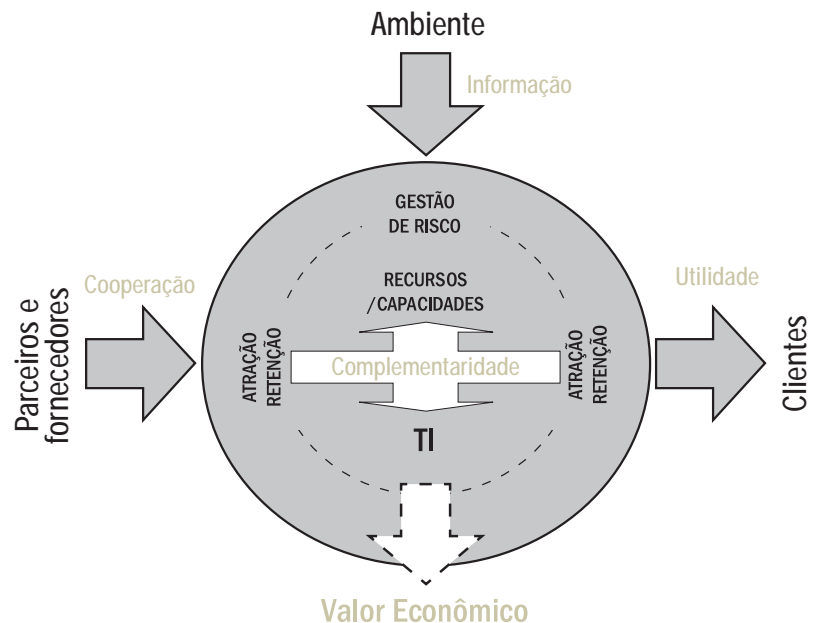 Ambiente
Informação
GESTÃO
DE RISCO
RECURSOS
/CAPACIDADES
Cooperação
Utilidade
Parceiros e
fornecedores
ATRAÇÃO
RETENÇÃO
Complementaridade
ATRAÇÃO
RETENÇÃO
Clientes
TI
Valor Econômico